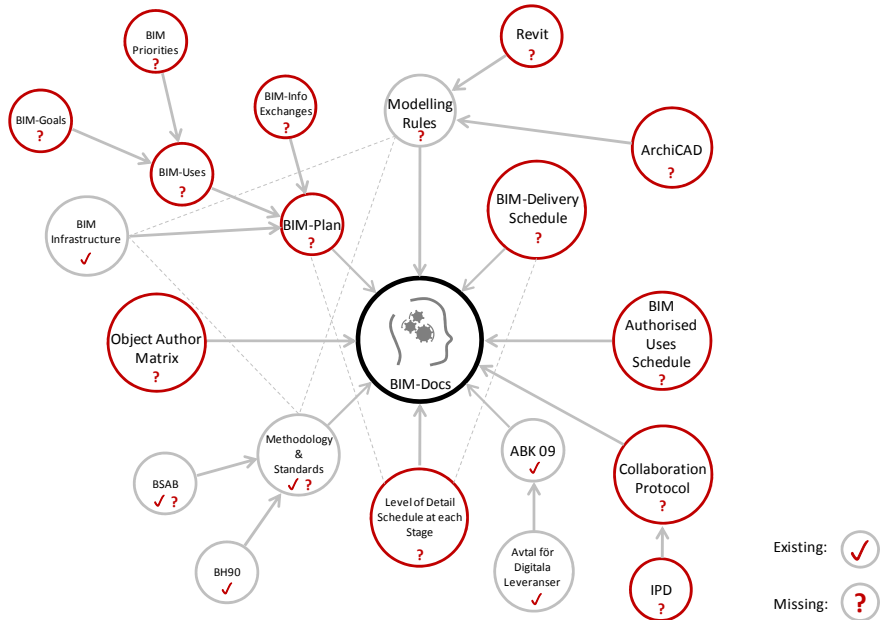 BIM
Priorities
?
Revit
?
BIM-Goals
?
BIM-Info
Exchanges
?
Modelling
Rules
?
ArchiCAD
?
BIM-Uses
?
BIM-Plan
?
BIM-Delivery
Schedule
?
BIM
Infrastructure
✓
Object Author
Matrix
?
BIM-Docs
BIM
Authorised
Uses
Schedule
?
Methodology
&
Standards
✓ ?
BSAB
✓ ?
BH90
✓
Level of Detail
Schedule at each
Stage
?
ABK 09
✓
Avtal för
Digitala
Leveranser
✓
Collaboration
Protocol
?
IPD
?
Existing: ✓
Missing: ?